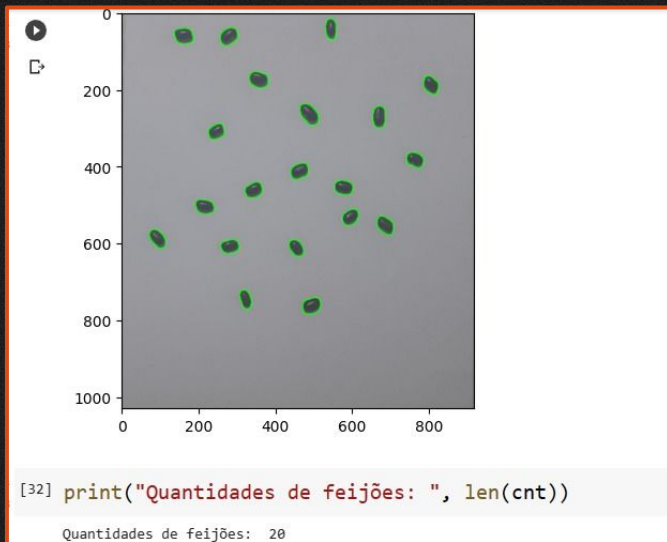 0
200
400
600
800
1000
0 200 400 600 800
[32] print("Quantidades de feijões: ", len(cnt))
Quantidades de feijões:  20